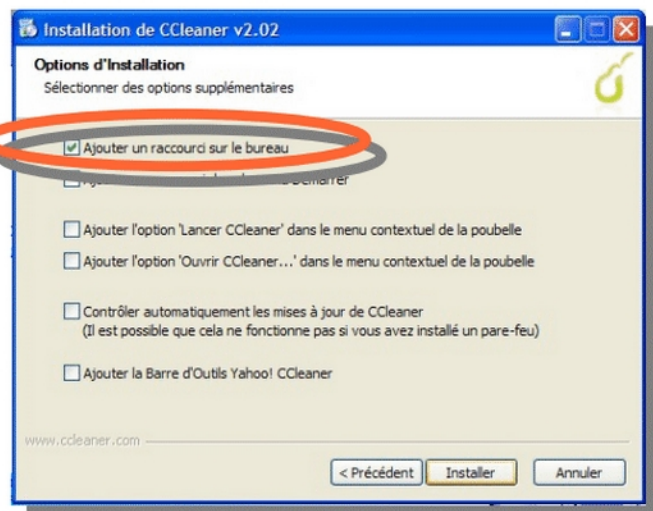 Installation de CCleaner v2.02
Options d'Installation
Sélectionner des options supplémentaires
Ajouter un raccourci sur le bureau
Démarrer
Ajouter l'option 'Lancer CCleaner' dans le menu contextuel de la poubelle
Ajouter l'option 'Ouvrir CCleaner...' dans le menu contextuel de la poubelle
Contrôler automatiquement les mises à jour de CCleaner
(Il est possible que cela ne fonctionne pas si vous avez installé un pare-feu)
Ajouter la Barre d'Outils Yahoo! CCleaner
www.ccleaner.com
< Précédent
Installer
Annuler